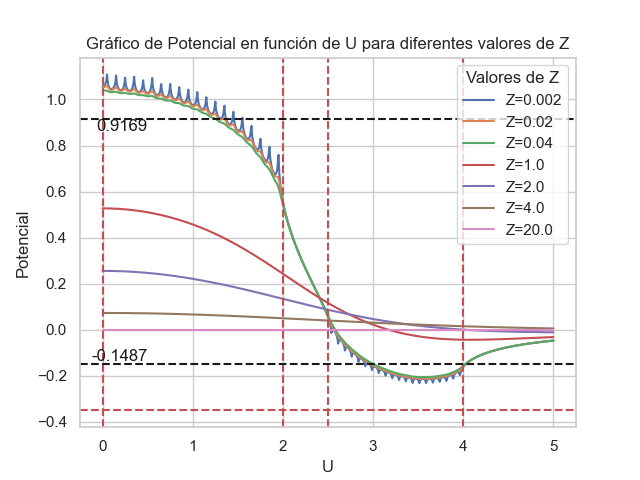 Gráfico de Potencial en función de U para diferentes valores de Z
Valores de Z
Z=0.002
Z=0.02
Z=0.04
Z=1.0
Z=2.0
Z=4.0
Z=20.0
1.0
0.8
0.6
0.4
0.2
0.0
−0.2
−0.4
0.9169
-0.1487
Potencial
0
1
2
3
4
5
U